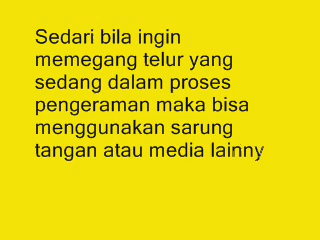 Sedari bila ingin
memegang telur yang
sedang dalam proses
pengeraman maka bisa
menggunakan sarung
tangan atau media lainny